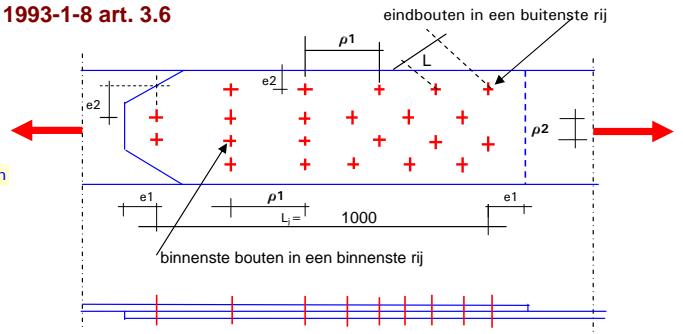 1993-1-8 art. 3.6
eindbouten in een buitenste rij
ρ1
L
e2
e2
ρ2
n
e1
ρ1
e1
Lj= 1000
binnenste bouten in een binnenste rij